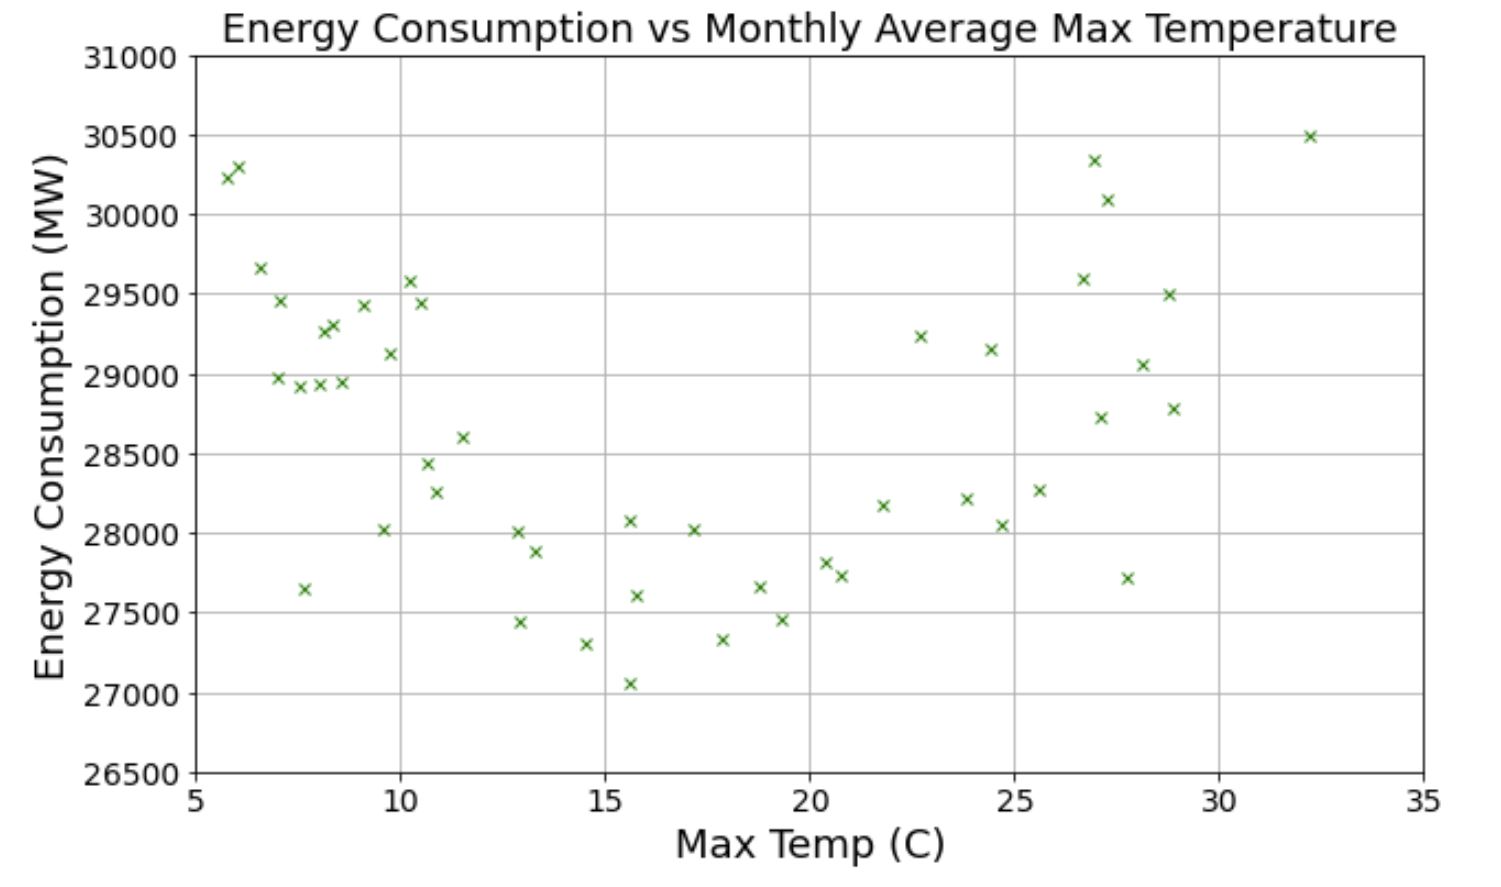 Energy Consumption vs Monthly Average Max Temperature
31000
30500
30000
29500
29000
28500
28000
27500
27000
26500
Energy Consumption (MW)
5 10 15 20 25 30 35
Max Temp (C)